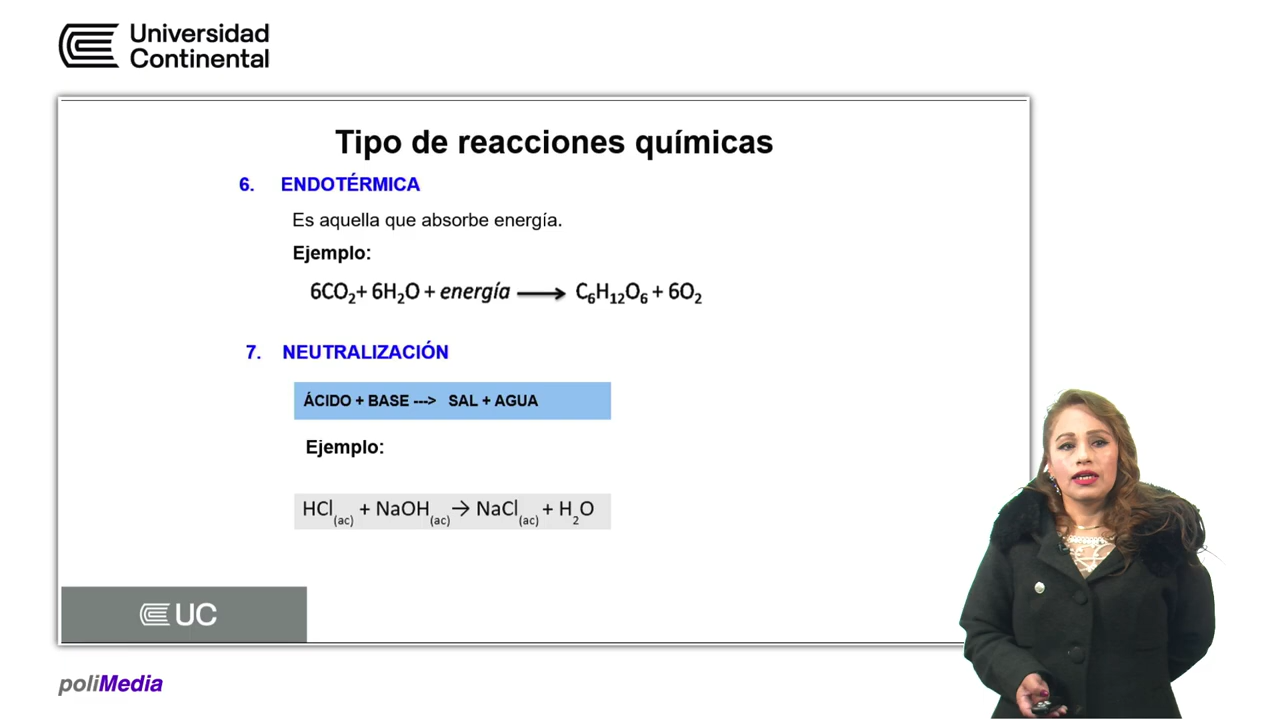 Universidad
Continental
Tipo de reacciones químicas
6. ENDOTÉRMICA
Es aquella que absorbe energía.
Ejemplo:
6CO₂+ 6H₂O + energía ⟶ C₆H₁₂O₆ + 6O₂
7. NEUTRALIZACIÓN
ÁCIDO + BASE ---> SAL + AGUA
Ejemplo:
HCl(ac) + NaOH(ac) → NaCl(ac) + H₂O
UC
poliMedia